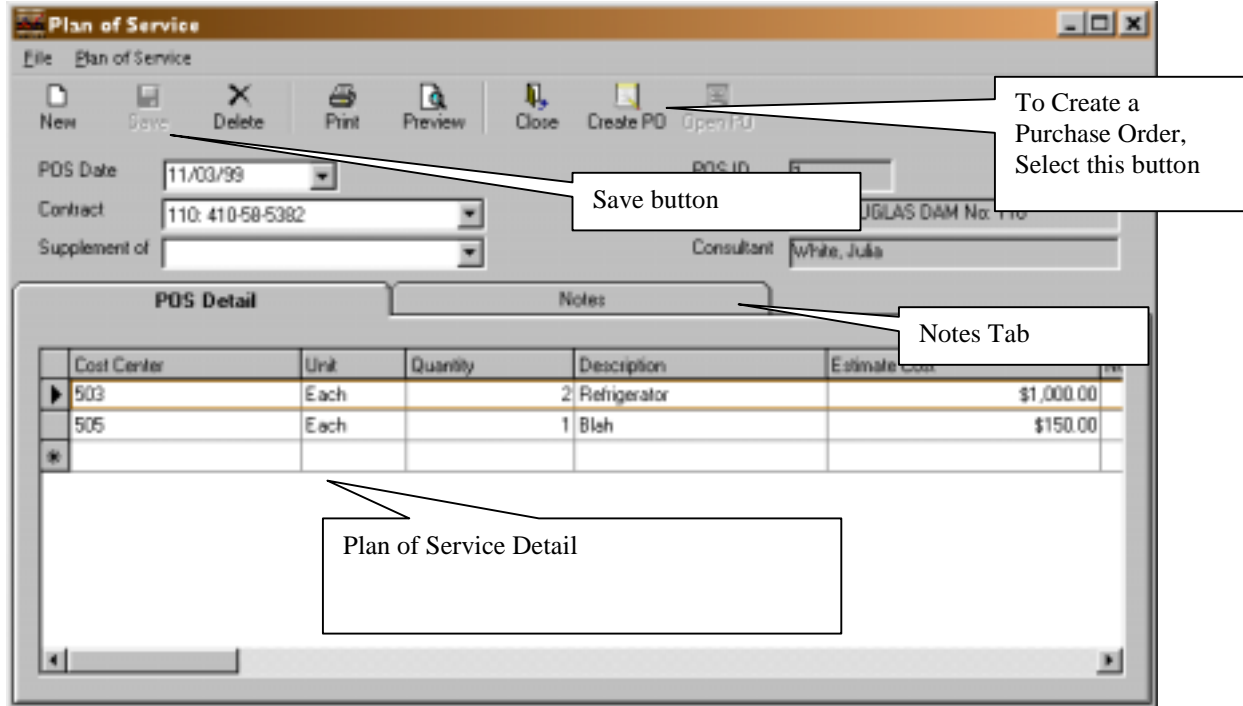 Plan of Service
File Plan of Service
New Save Delete Print Preview Close Create PO Open PO
To Create a
Purchase Order,
Select this button
POS Date 11/03/99 POS ID
Save button
Contract 110: 410-58-5382 DAM No: 110
Supplement of Consultant White, Julia
POS Detail Notes
Notes Tab
Cost Center Unit Quantity Description Estimate Cost
503 Each 2 Refrigerator $1,000.00
505 Each 1 Blah $150.00
Plan of Service Detail